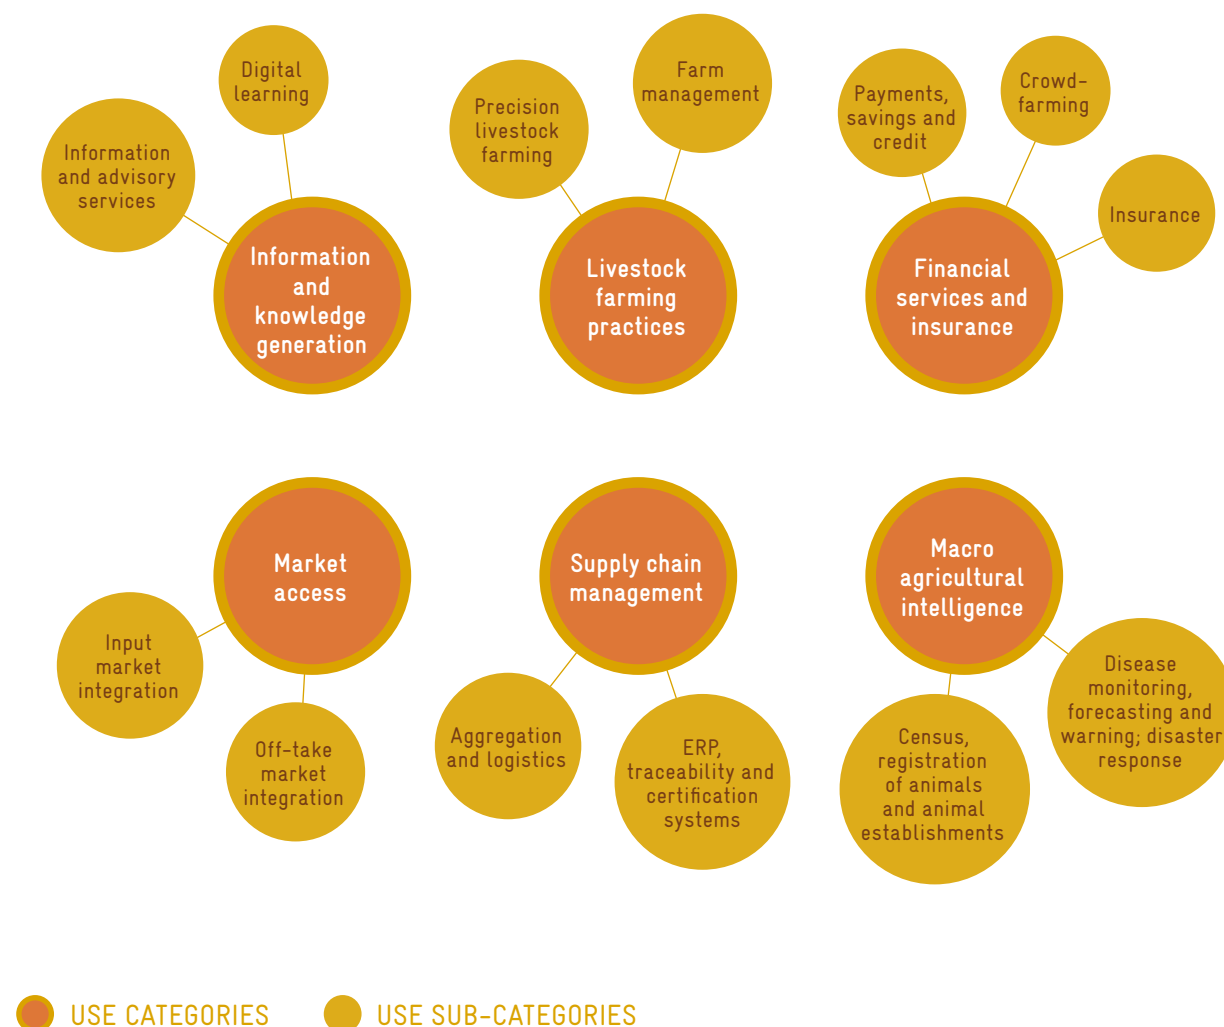 Digital
learning
Information
and advisory
services
Information
and
knowledge
generation
Precision
livestock
farming
Farm
management
Livestock
farming
practices
Payments,
savings and
credit
Crowd-
farming
Insurance
Financial
services and
insurance
Market
access
Input
market
integration
Off-take
market
integration
Supply chain
management
Aggregation
and logistics
ERP,
traceability and
certification
systems
Macro
agricultural
intelligence
Census,
registration
of animals
and animal
establishments
Disease
monitoring,
forecasting and
warning; disaster
response
USE CATEGORIES
USE SUB-CATEGORIES